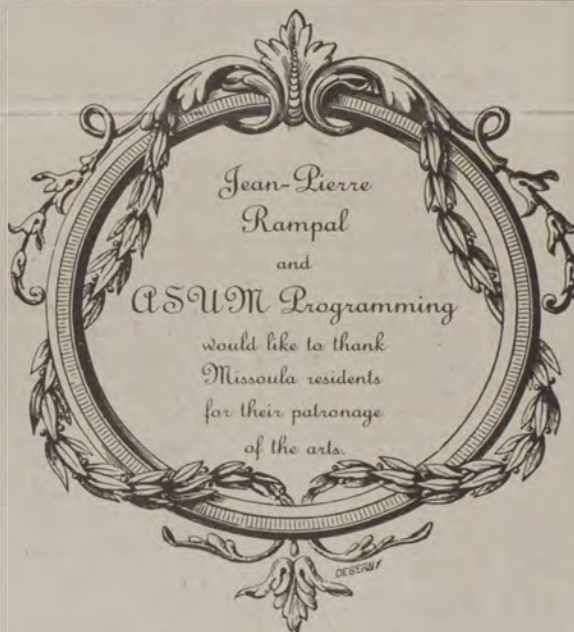 Jean-Pierre
Rampal
and
ASUM Programming
would like to thank
Missoula residents
for their patronage
of the arts.